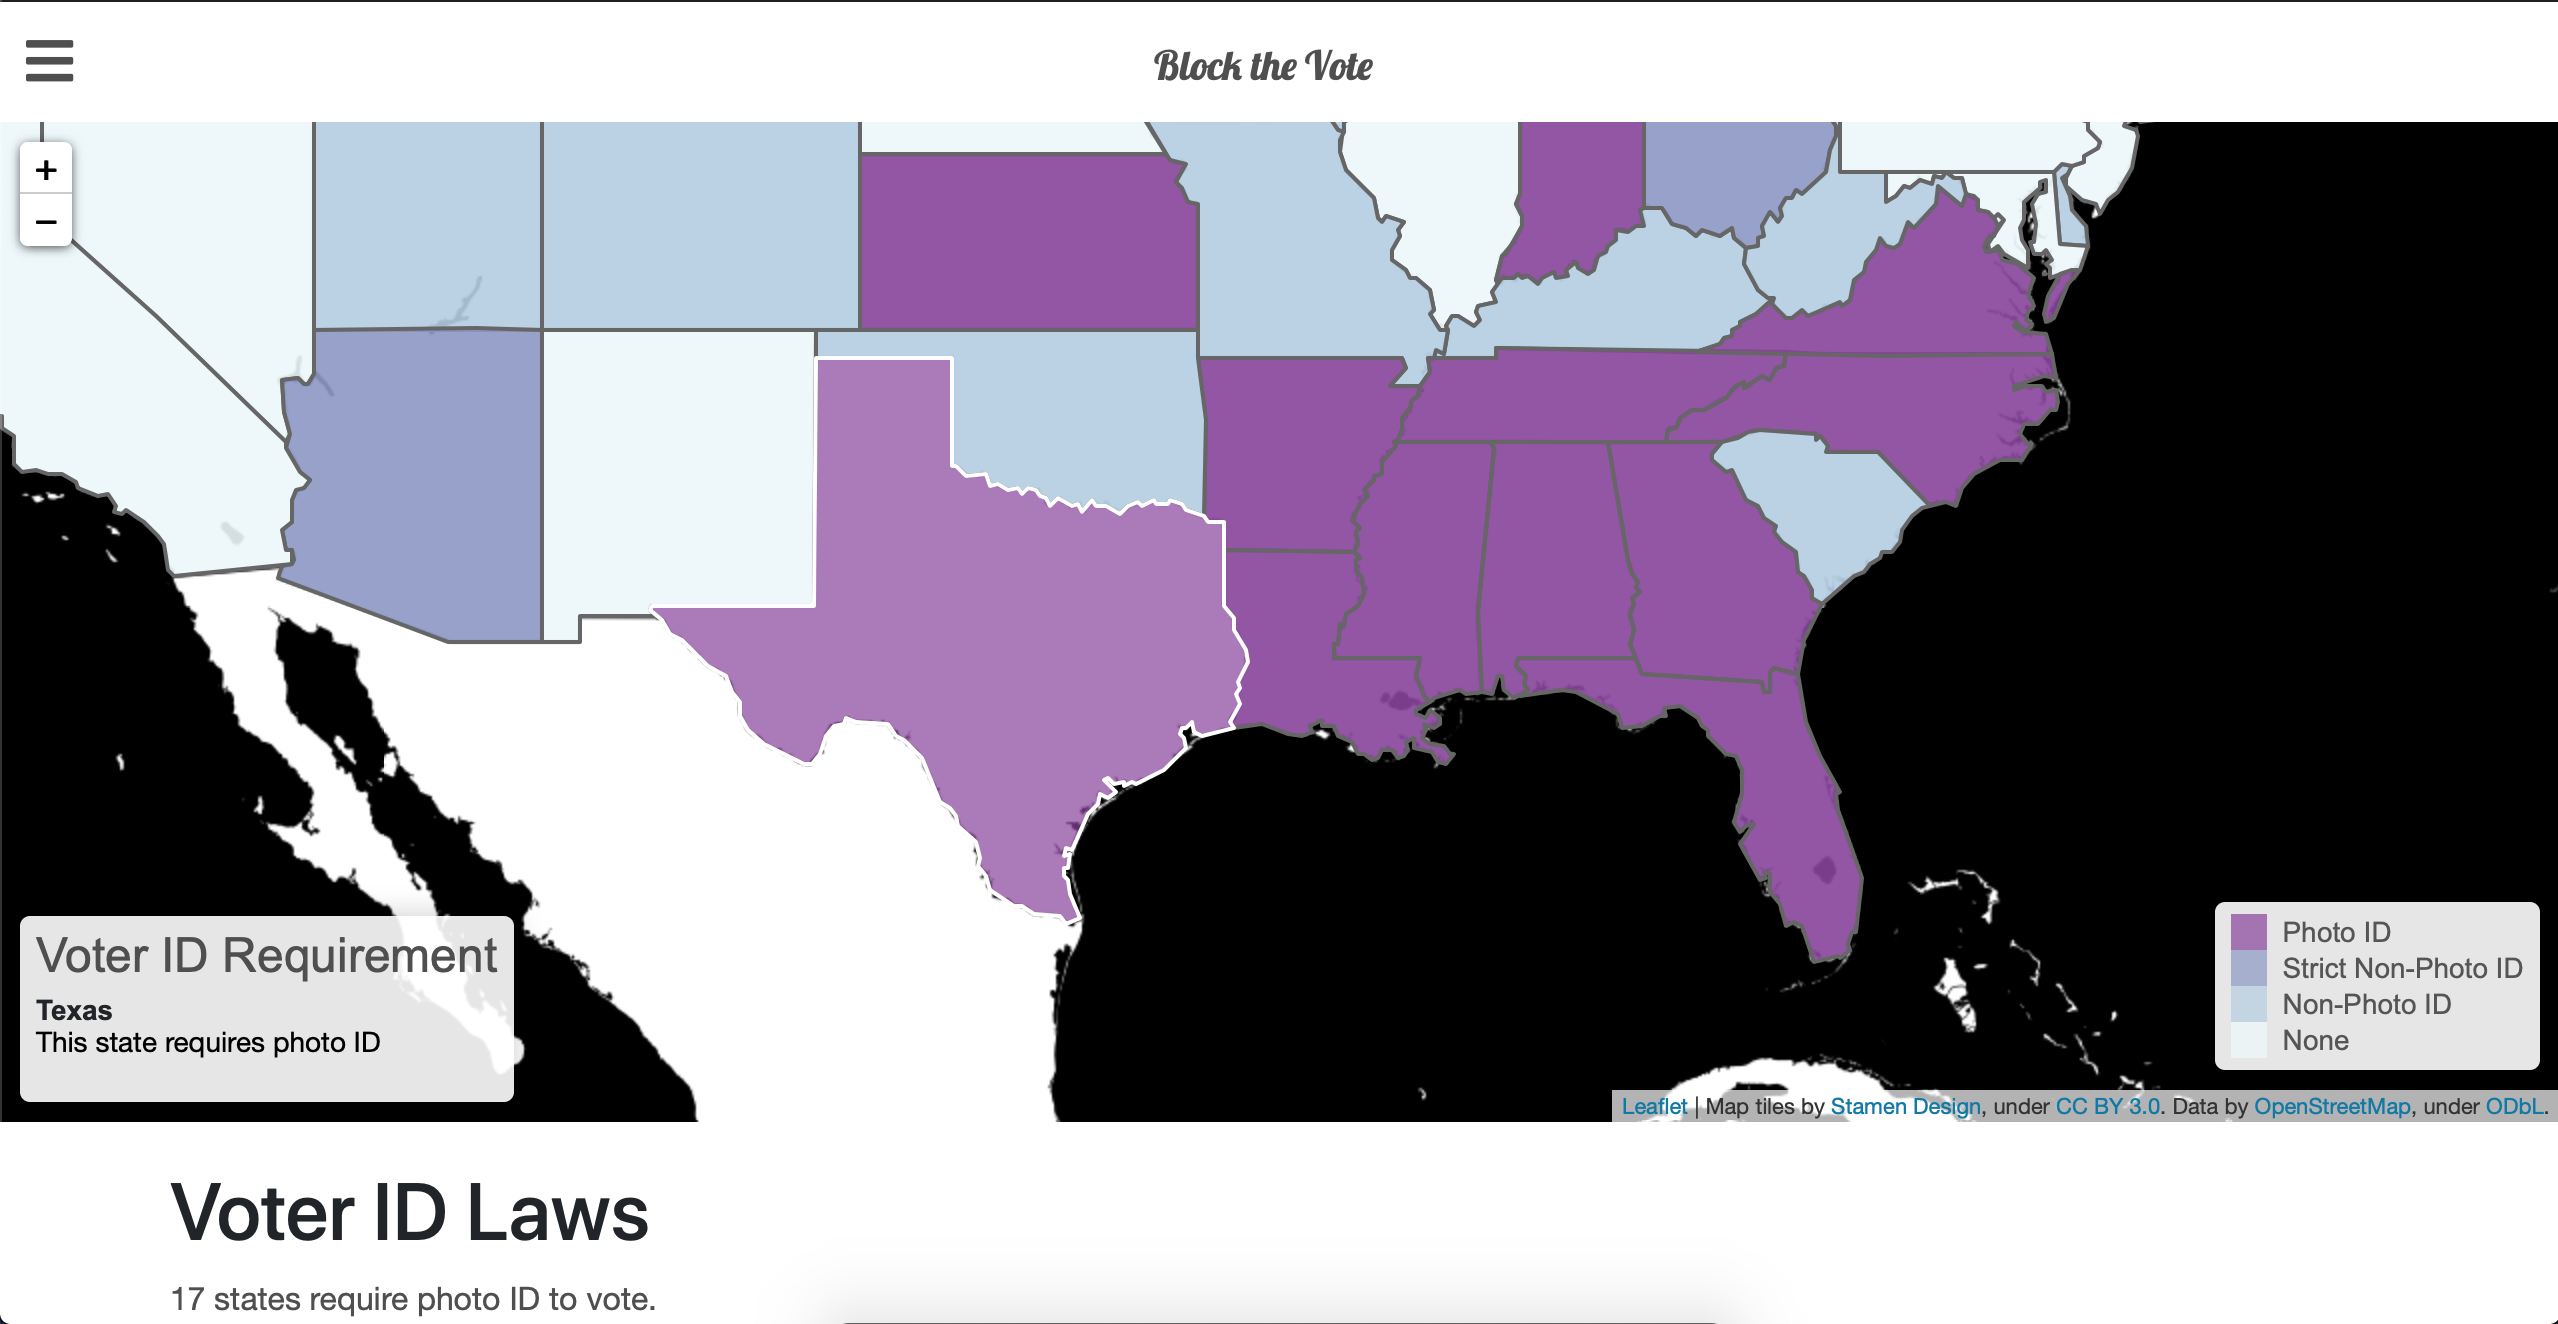 Block the Vote
+
−
Voter ID Requirement
Texas
This state requires photo ID
Photo ID
Strict Non-Photo ID
Non-Photo ID
None
Leaflet | Map tiles by Stamen Design, under CC BY 3.0. Data by OpenStreetMap, under ODbL.
Voter ID Laws
17 states require photo ID to vote.